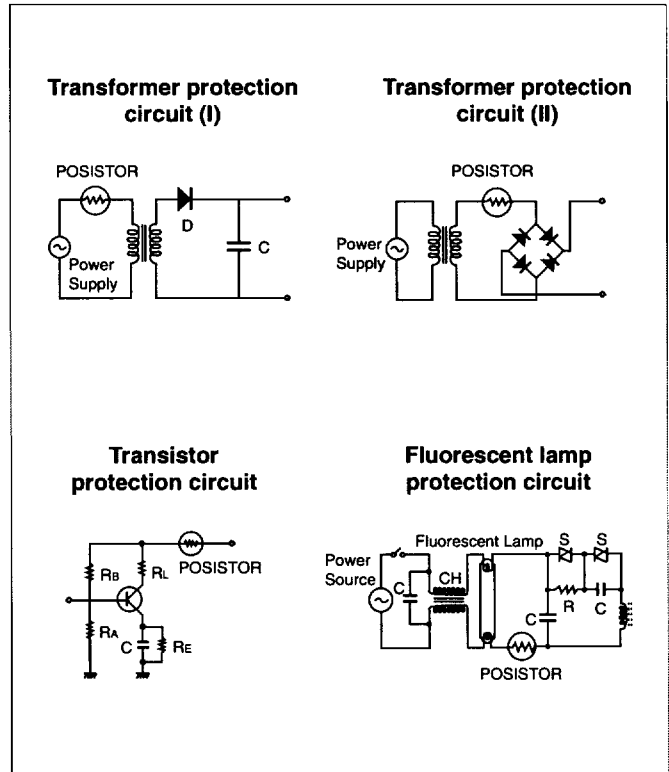 Transformer protection
circuit (I)
POSISTOR
D
C
Power
Supply
Transformer protection
circuit (II)
POSISTOR
Power
Supply
Transistor
protection circuit
POSISTOR
RB
RL
RA
C
RE
Fluorescent lamp
protection circuit
Fluorescent Lamp
S
S
Power
Source
C
CH
R
C
C
POSISTOR